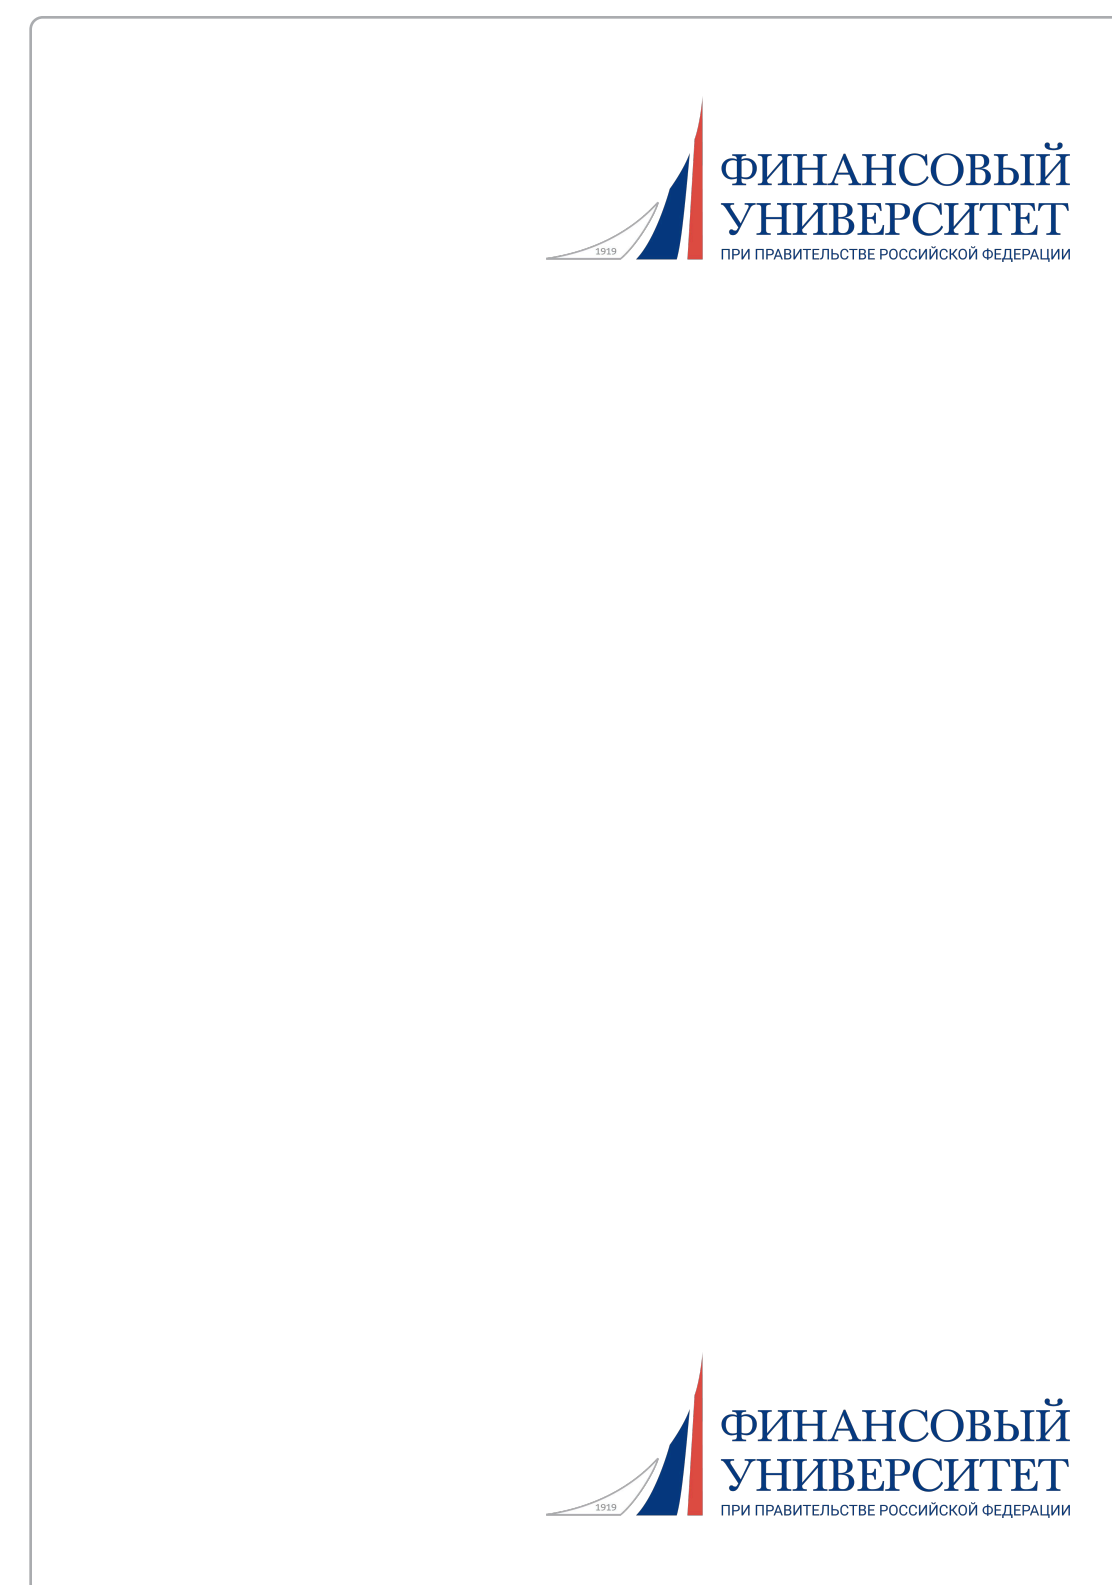 ФИНАНСОВЫЙ
УНИВЕРСИТЕТ
ПРИ ПРАВИТЕЛЬСТВЕ РОССИЙСКОЙ ФЕДЕРАЦИИ
1919
ФИНАНСОВЫЙ
УНИВЕРСИТЕТ
ПРИ ПРАВИТЕЛЬСТВЕ РОССИЙСКОЙ ФЕДЕРАЦИИ
1919